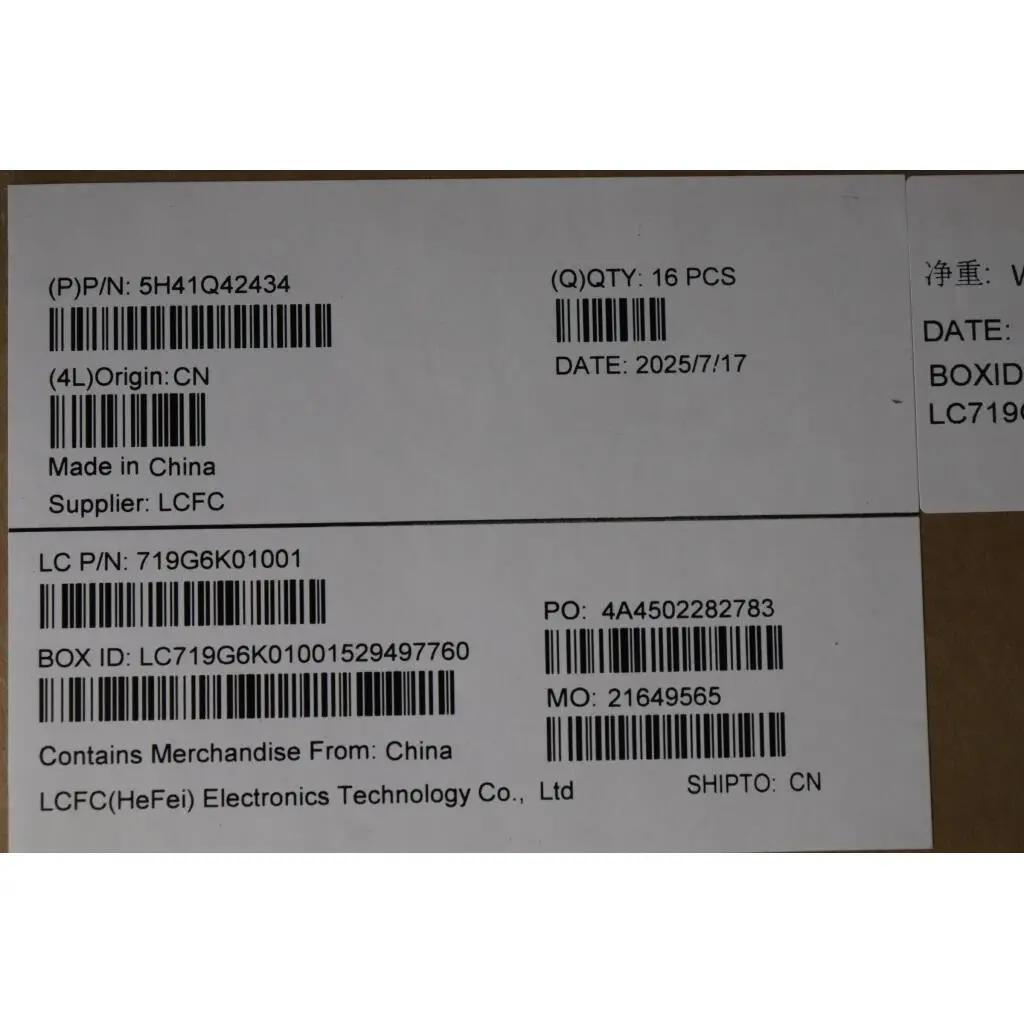 (P)P/N: 5H41Q42434
(Q)QTY: 16 PCS
DATE: 2025/7/17
(4L)Origin:CN
Made in China
Supplier: LCFC
LC P/N: 719G6K01001
PO: 4A4502282783
BOX ID: LC719G6K01001529497760
MO: 21649565
Contains Merchandise From: China
SHIPTO: CN
LCFC(HeFei) Electronics Technology Co., Ltd
净重:
DATE:
BOXID
LC719